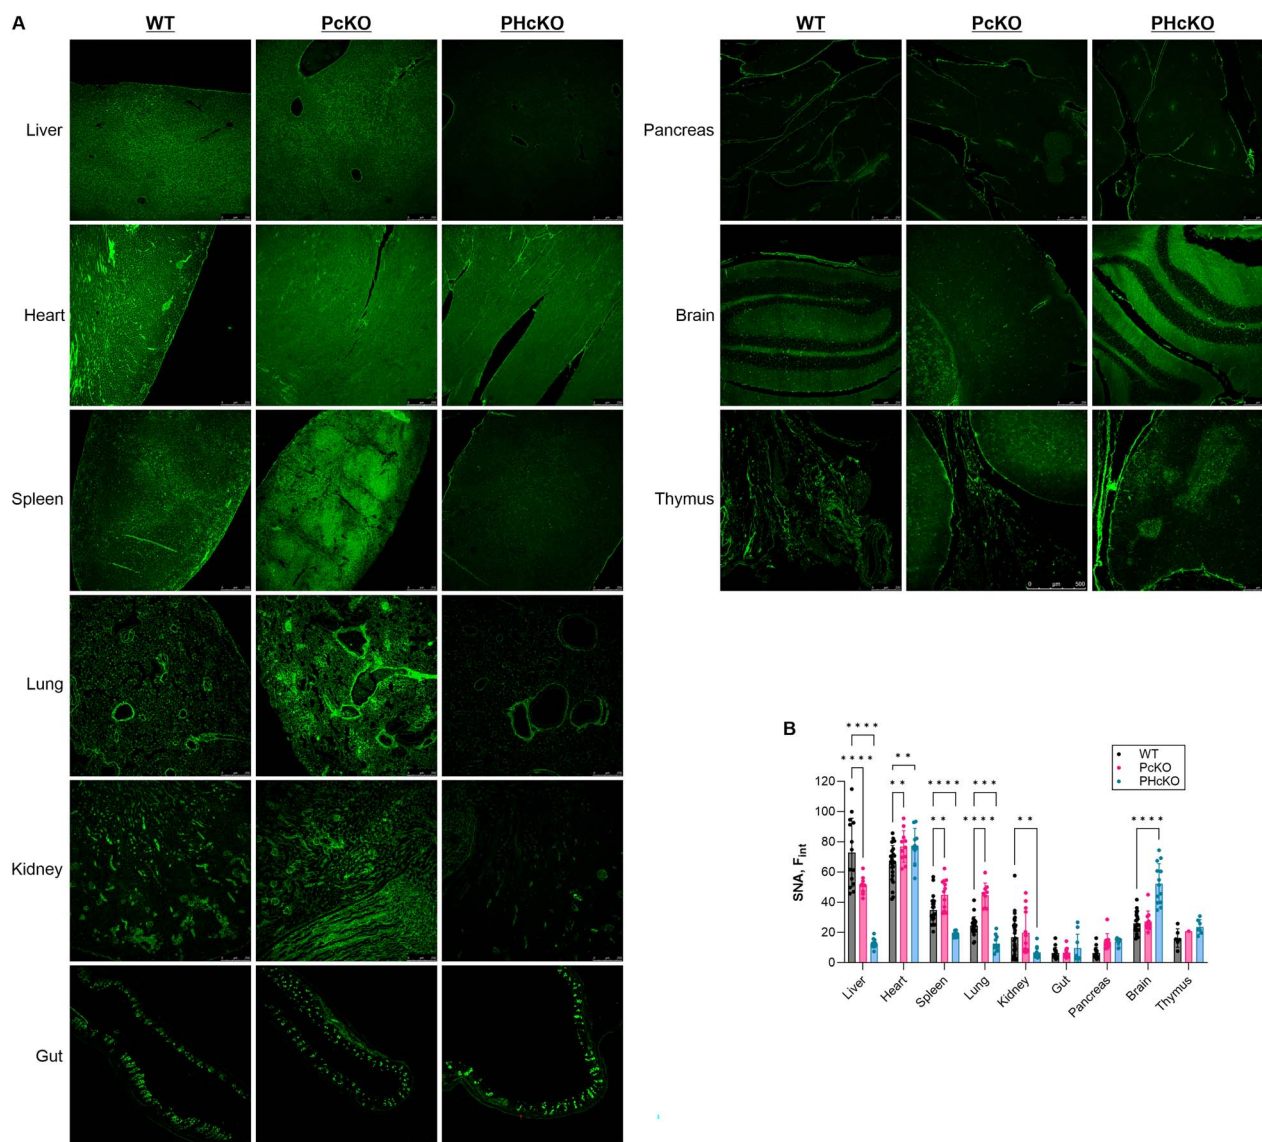 A
WT PcKO PHcKO
WT PcKO PHcKO
Liver
Heart
Spleen
Lung
Kidney
Gut
Pancreas
Brain
Thymus
0 µm 500
B
WT
PcKO
PHcKO
* * * *
* * * *
* *
* *
* * * *
* *
* * *
* * * *
* *
* * * *
SNA, Fint
120
100
80
60
40
20
0
Liver
Heart
Spleen
Lung
Kidney
Gut
Pancreas
Brain
Thymus